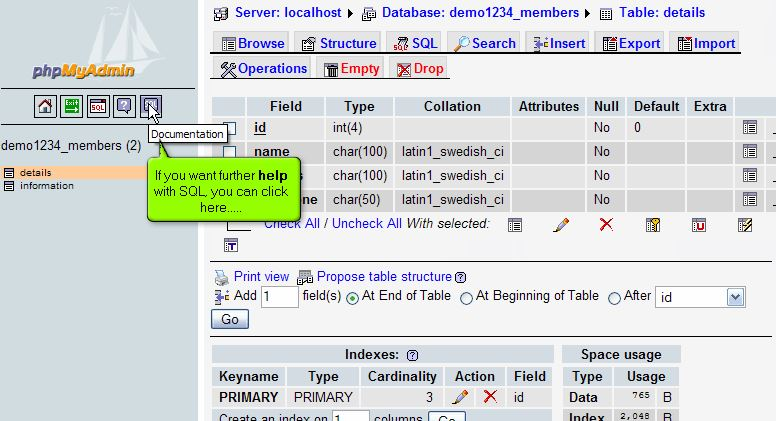 Server: localhost Database: demo1234_members Table: details
Browse Structure SQL Search Insert Export Import
Operations Empty Drop
phpMyAdmin
Exit SQL ?
Documentation
demo1234_members (2)
details
information
If you want further help
with SQL, you can click
here.....
Field Type Collation Attributes Null Default Extra
id int(4) No 0
name char(100) latin1_swedish_ci No
s char(100) latin1_swedish_ci No
ne char(50) latin1_swedish_ci No
Check All / Uncheck All With selected:
Print view Propose table structure ?
Add 1 field(s) At End of Table At Beginning of Table After id
Go
Indexes: ?
Keyname Type Cardinality Action Field
PRIMARY PRIMARY 3 id
Create an index on 1 columns Go
Space usage
Type Usage
Data 765 B
Index 2,048 B